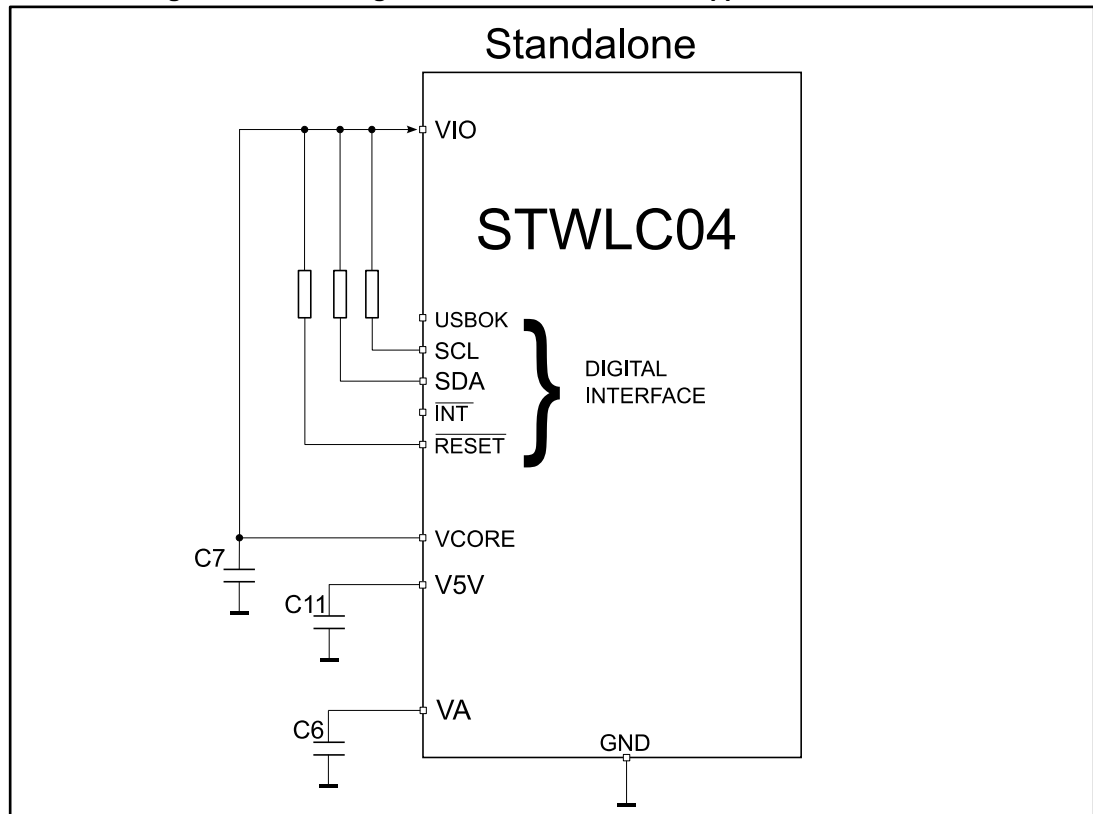 Standalone
VIO
STWLC04
USBOK
SCL
SDA
INT
RESET
DIGITAL
INTERFACE
VCORE
C7
V5V
C11
VA
C6
GND